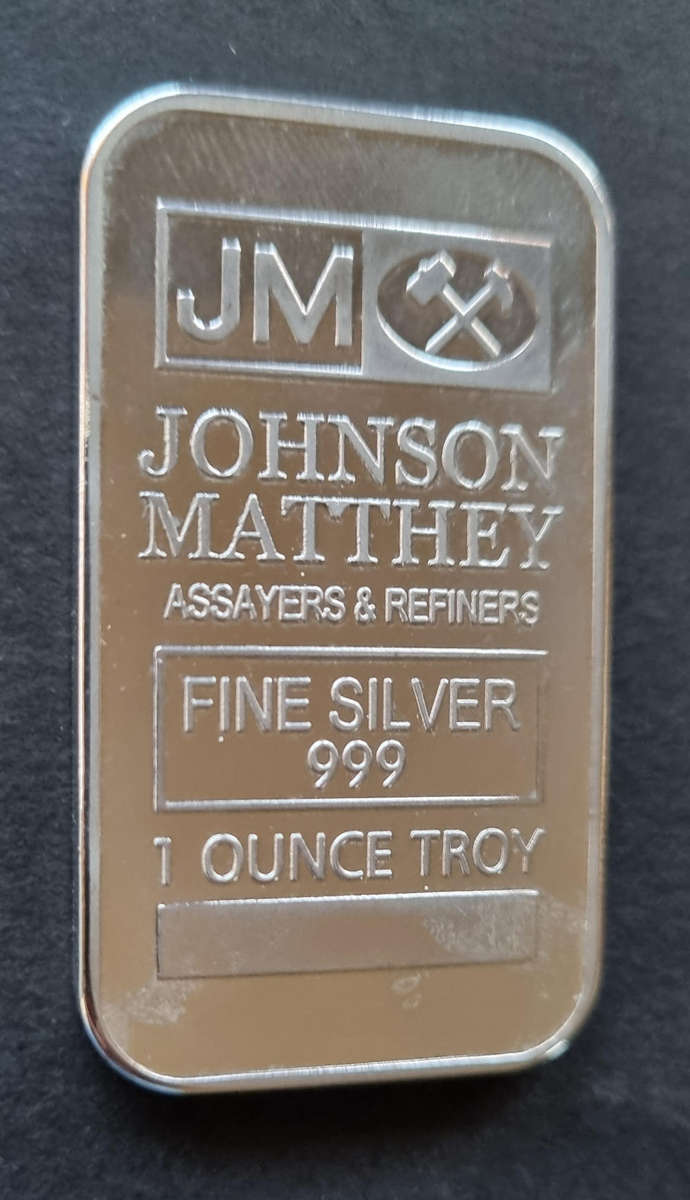 JM
JOHNSON
MATTHEY
ASSAYERS & REFINERS
FINE SILVER
999
1 OUNCE TROY